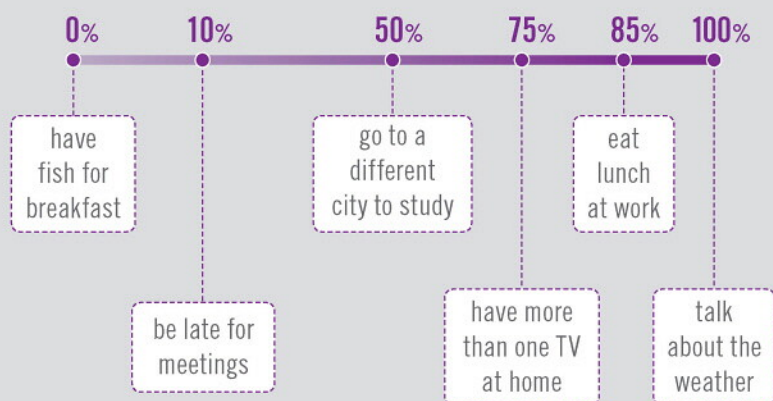 0% 10% 50% 75% 85% 100%
have
fish for
breakfast
be late for
meetings
go to a
different
city to study
have more
than one TV
at home
eat
lunch
at work
talk
about the
weather